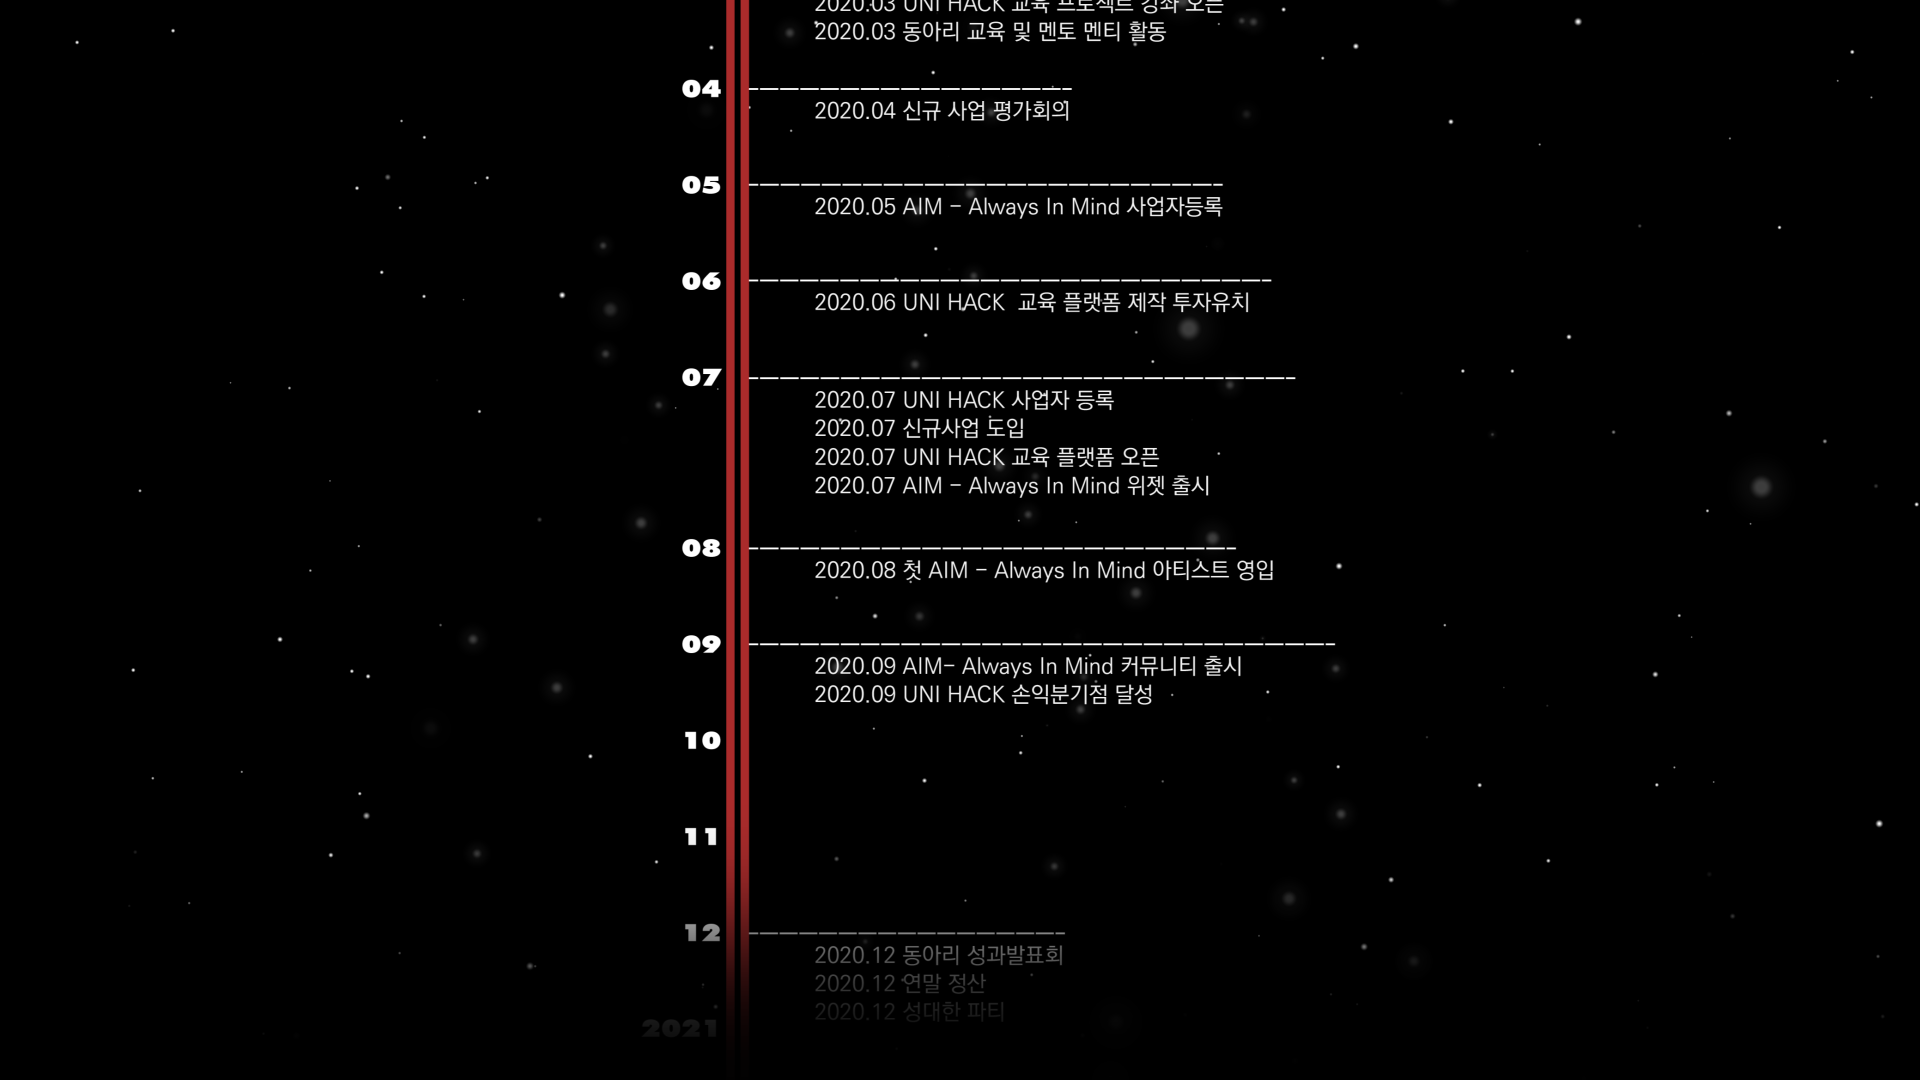 2020.03 UNI HACK 교육 프로젝트 강좌 오픈
2020.03 동아리 교육 및 멘토 멘티 활동
04
2020.04 신규 사업 평가회의
05
2020.05 AIM - Always In Mind 사업자등록
06
2020.06 UNI HACK 교육 플랫폼 제작 투자유치
07
2020.07 UNI HACK 사업자 등록
2020.07 신규사업 도입
2020.07 UNI HACK 교육 플랫폼 오픈
2020.07 AIM - Always In Mind 위젯 출시
08
2020.08 첫 AIM - Always In Mind 아티스트 영입
09
2020.09 AIM- Always In Mind 커뮤니티 출시
2020.09 UNI HACK 손익분기점 달성
10
11
12
2020.12 동아리 성과발표회
2020.12 연말 정산
2020.12 성대한 파티
2021